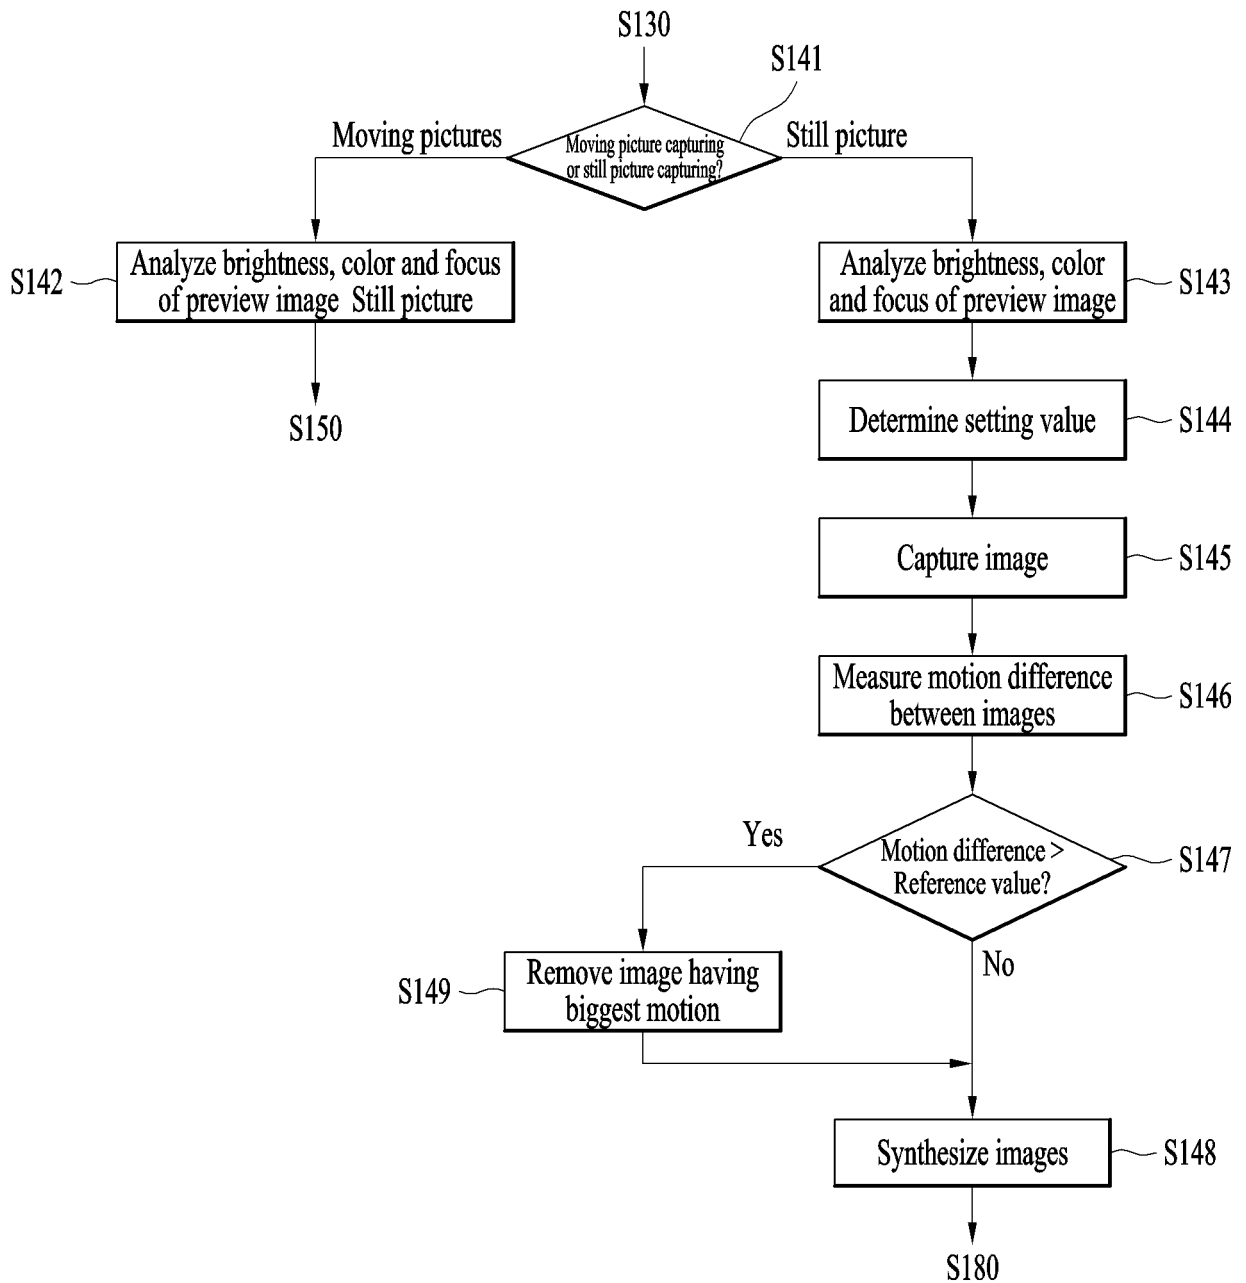 S130
S141
Moving pictures
Moving picture capturing
or still picture capturing?
Still picture
S142
Analyze brightness, color and focus
of preview image Still picture
S150
Analyze brightness, color
and focus of preview image
S143
Determine setting value
S144
Capture image
S145
Measure motion difference
between images
S146
Yes
Motion difference >
Reference value?
S147
No
S149
Remove image having
biggest motion
Synthesize images
S148
S180